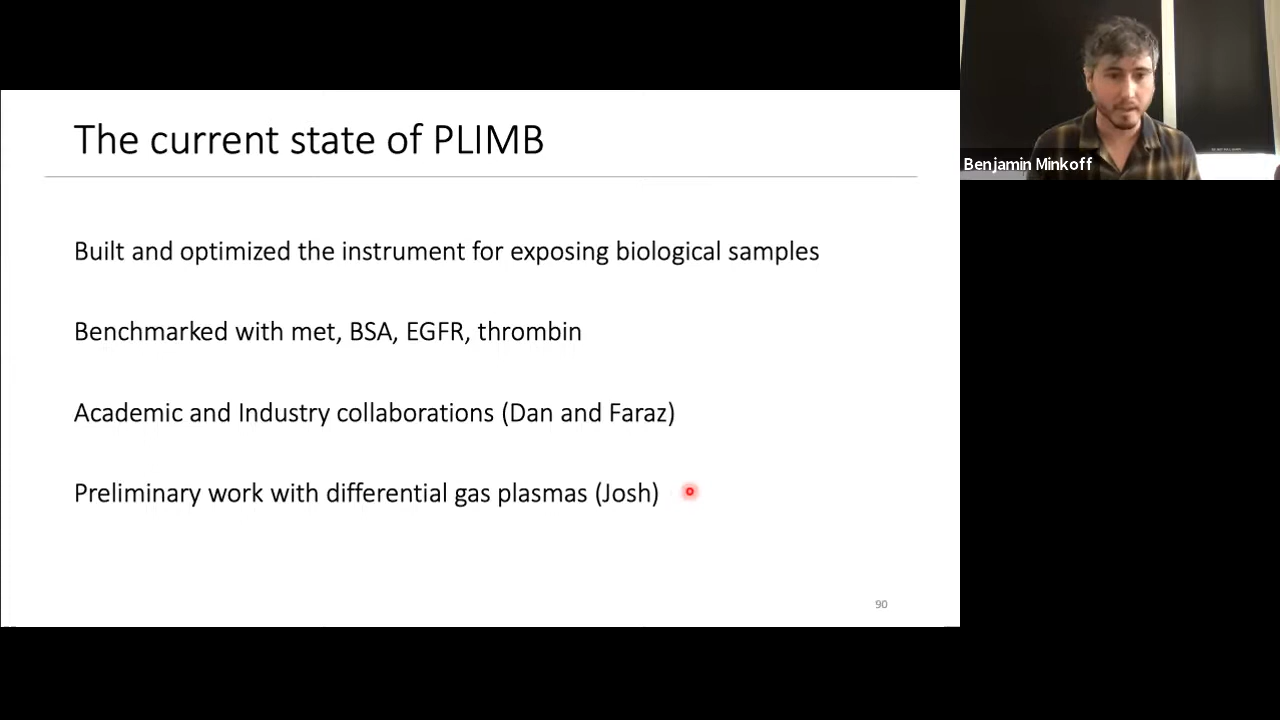 The current state of PLIMB
Built and optimized the instrument for exposing biological samples
Benchmarked with met, BSA, EGFR, thrombin
Academic and Industry collaborations (Dan and Faraz)
Preliminary work with differential gas plasmas (Josh)
90
Benjamin Minkoff